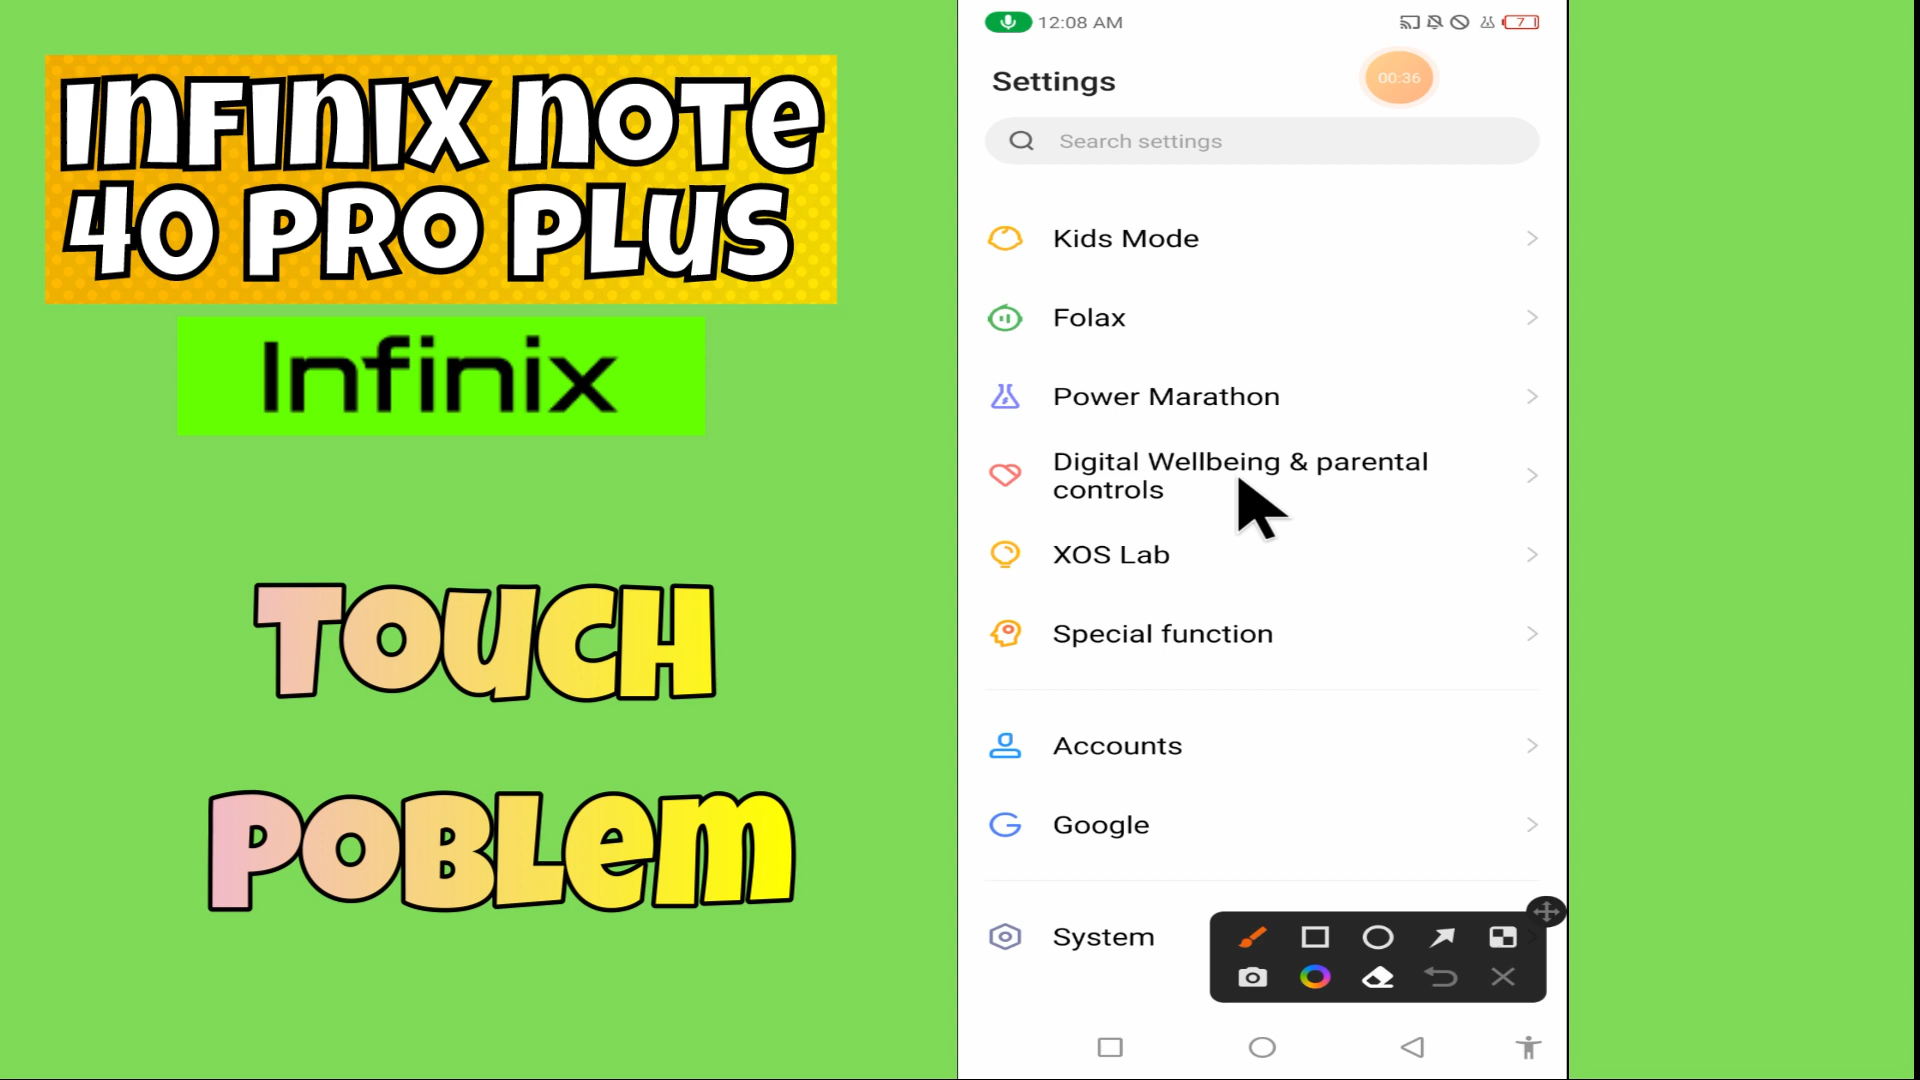 INFINIX NOTE
40 PRO PLUS
Infinix
TOUCH
POBLEM
12:08 AM
7
Settings
00:36
Search settings
Kids Mode
Folax
Power Marathon
Digital Wellbeing & parental
controls
XOS Lab
Special function
Accounts
Google
System